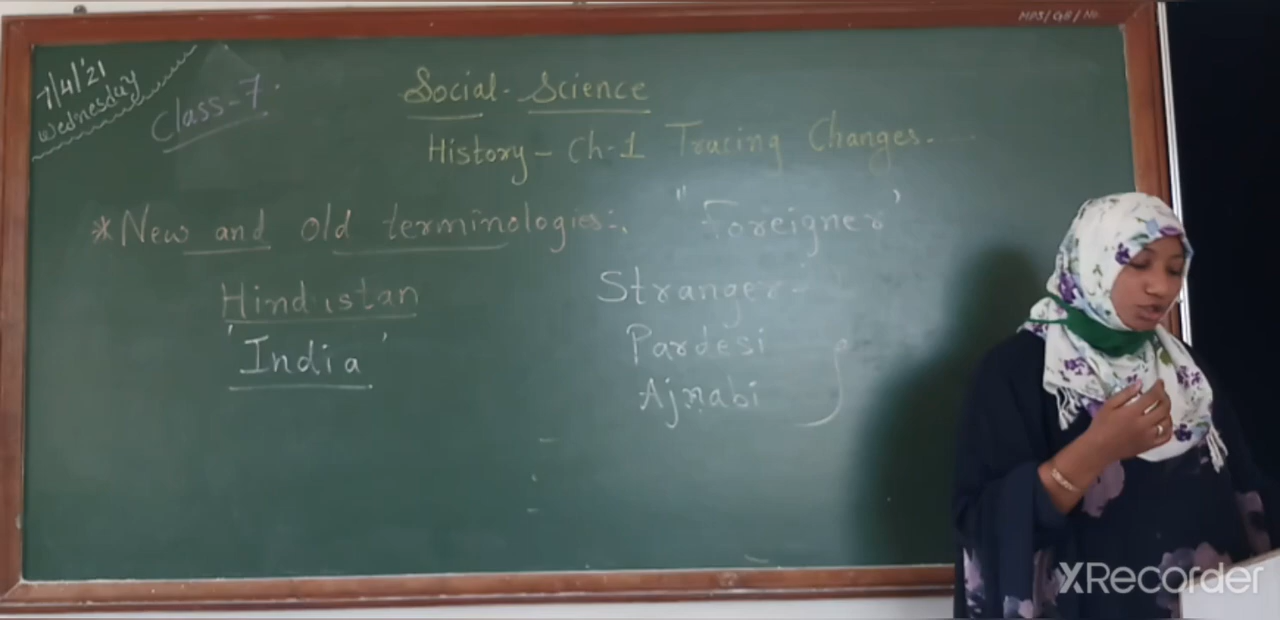 7/4/'21
Wednesday
Class-7.
Social-Science
History - Ch-1 Tracing Changes.
*New and old terminologies:-
"Foreigner"
Hindustan
'India'
Stranger-
Pardesi
Ajnabi
XRecorder